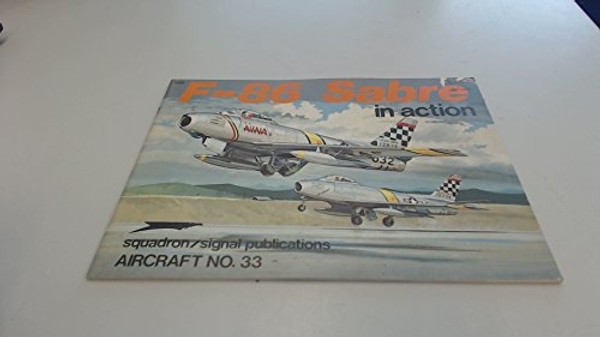 F-86 Sabre
in action
squadron/signal publications
AIRCRAFT NO. 33